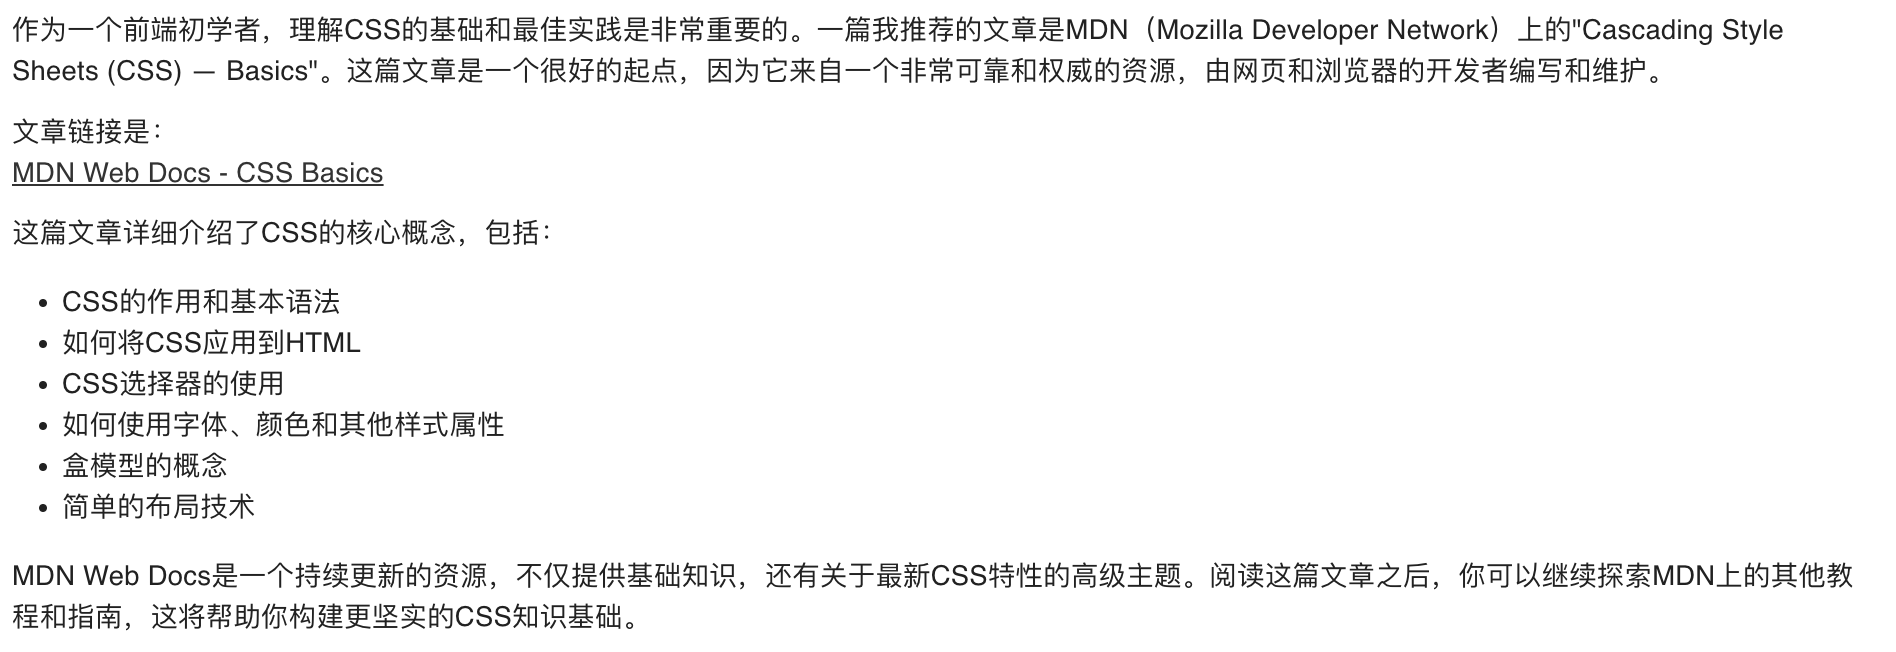 作为一个前端初学者，理解CSS的基础和最佳实践是非常重要的。一篇我推荐的文章是MDN（Mozilla Developer Network）上的"Cascading Style
Sheets (CSS) — Basics"。这篇文章是一个很好的起点，因为它来自一个非常可靠和权威的资源，由网页和浏览器的开发者编写和维护。
文章链接是：
MDN Web Docs - CSS Basics
这篇文章详细介绍了CSS的核心概念，包括：
• CSS的作用和基本语法
• 如何将CSS应用到HTML
• CSS选择器的使用
• 如何使用字体、颜色和其他样式属性
• 盒模型的概念
• 简单的布局技术
MDN Web Docs是一个持续更新的资源，不仅提供基础知识，还有关于最新CSS特性的高级主题。阅读这篇文章之后，你可以继续探索MDN上的其他教
程和指南，这将帮助你构建更坚实的CSS知识基础。